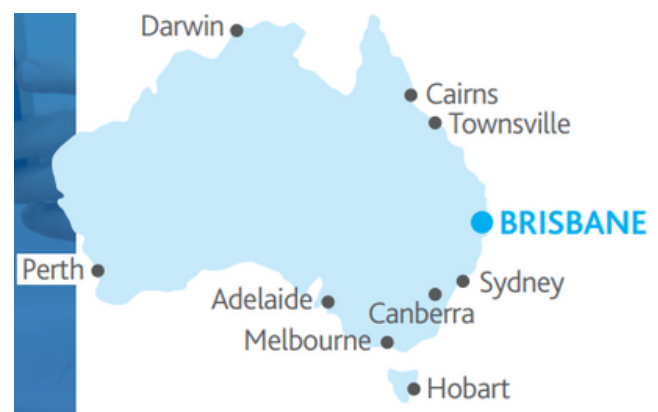 Darwin
Cairns
Townsville
BRISBANE
Perth
Sydney
Adelaide
Canberra
Melbourne
Hobart